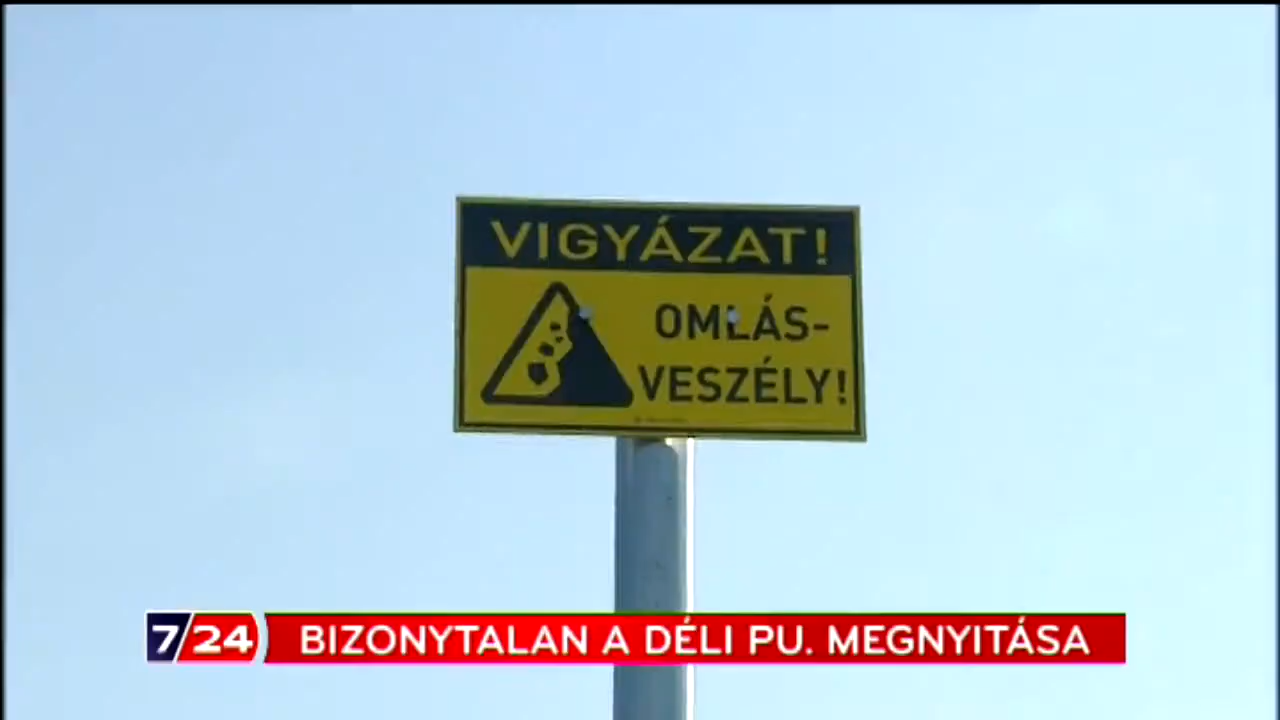 VIGYÁZAT!
OMLÁS-
VESZÉLY!
7/24 BIZONYTALAN A DÉLI PU. MEGNYITÁSA